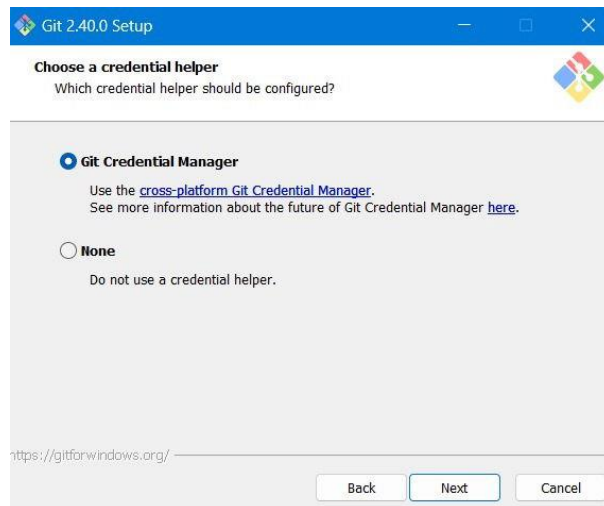 Git 2.40.0 Setup
Choose a credential helper
Which credential helper should be configured?
Git Credential Manager
Use the cross-platform Git Credential Manager.
See more information about the future of Git Credential Manager here.
None
Do not use a credential helper.
https://gitforwindows.org/
Back Next Cancel